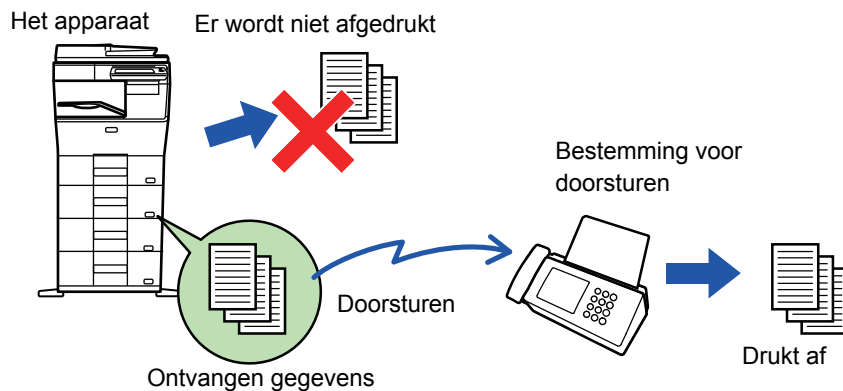 Het apparaat
Er wordt niet afgedrukt
Bestemming voor
doorsturen
Doorsturen
Drukt af
Ontvangen gegevens